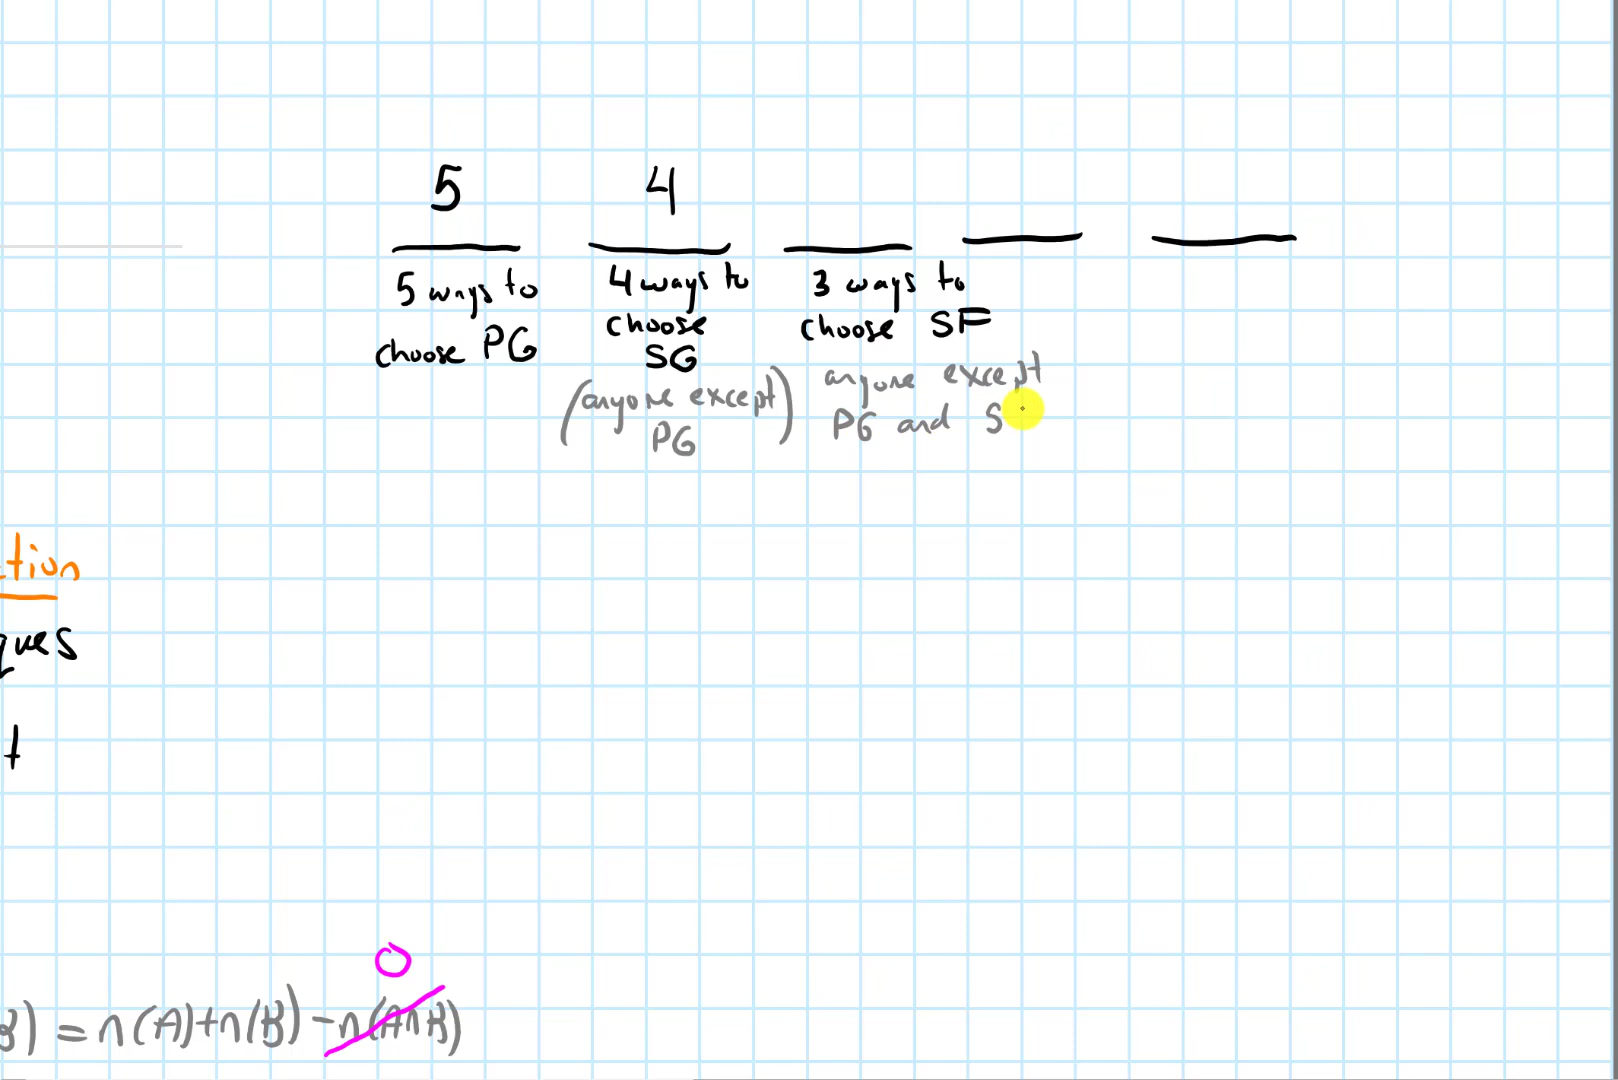 5 4
5 ways to
choose PG
4 ways to
choose
SG
(anyone except)
PG
3 ways to
choose SF
anyone except
PG and S
tion
ques
t
0
B) = n(A)+n(B) -n(A∩B)